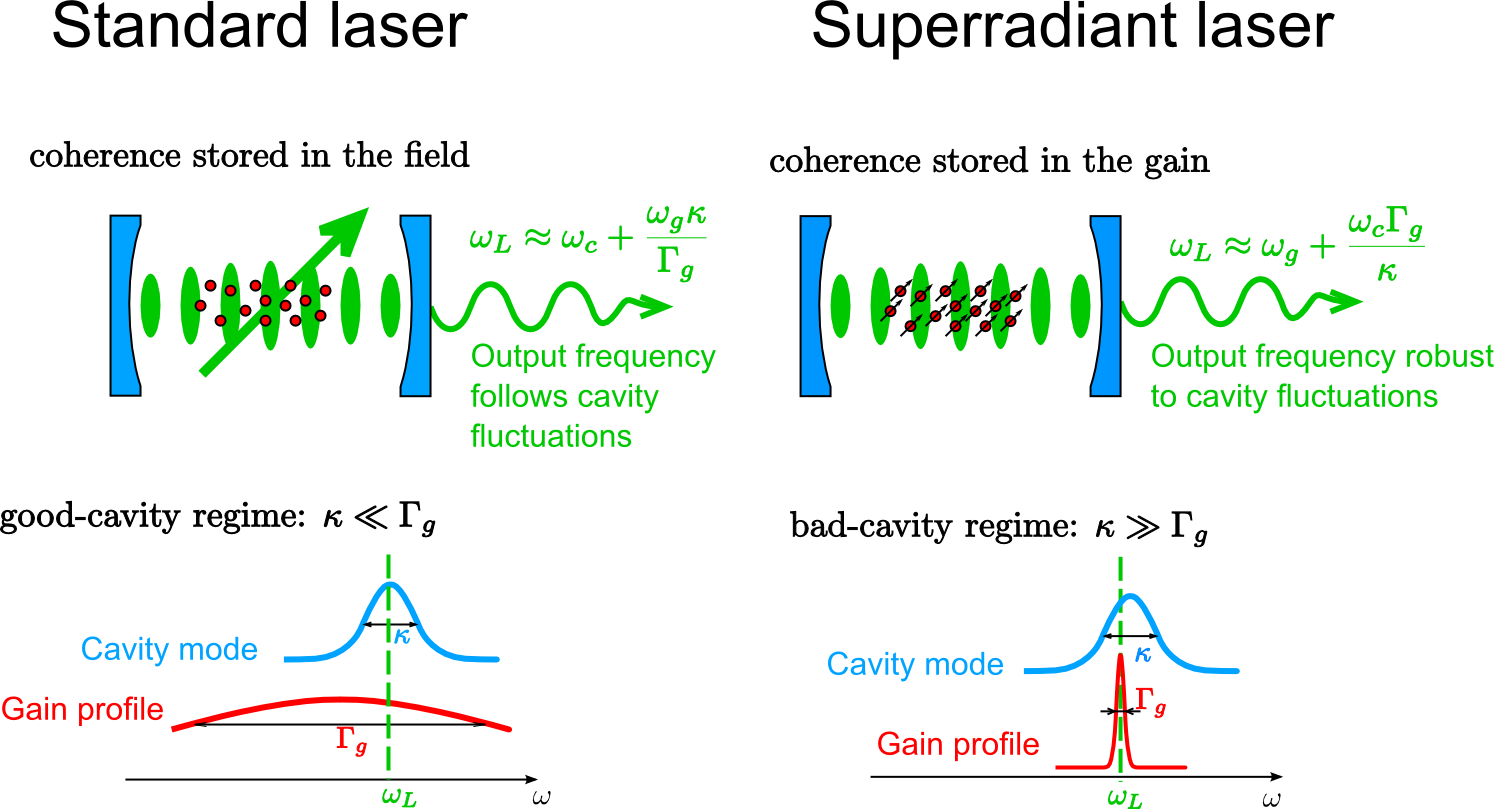 Standard laser
coherence stored in the field
ω_L ≈ ω_c + ω_g κ / Γ_g
Output frequency
follows cavity
fluctuations
good-cavity regime: κ ≪ Γ_g
κ
Cavity mode
Gain profile
Γ_g
ω_L
ω
Superradiant laser
coherence stored in the gain
ω_L ≈ ω_g + ω_c Γ_g / κ
Output frequency robust
to cavity fluctuations
bad-cavity regime: κ ≫ Γ_g
κ
Cavity mode
Γ_g
Gain profile
ω_L
ω